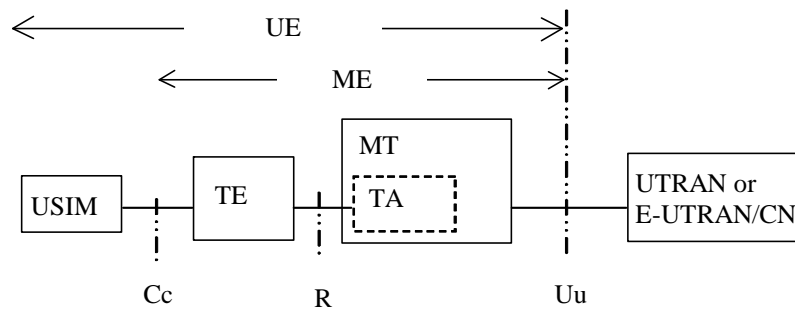 UE
ME
MT
USIM
TE
TA
UTRAN or
E-UTRAN/CN
Cc
R
Uu